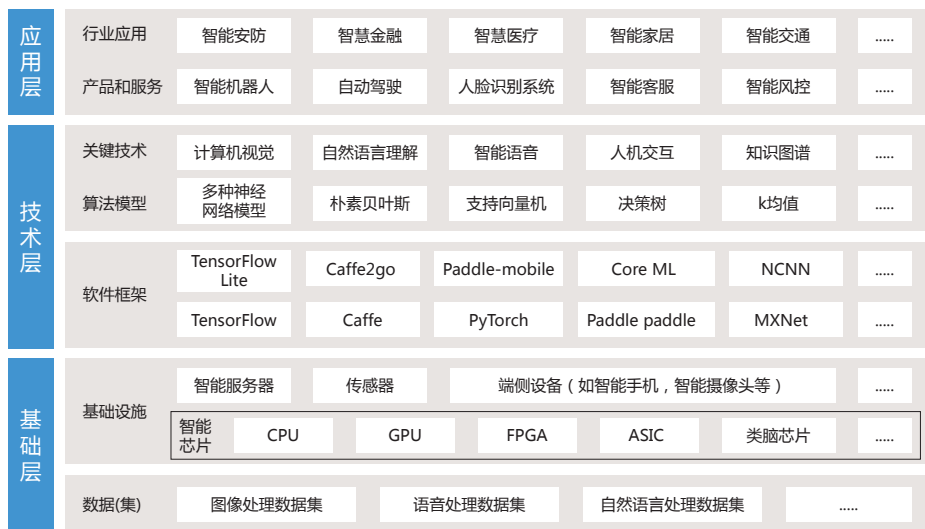 应用层
行业应用 智能安防 智慧金融 智慧医疗 智能家居 智能交通 .....
产品和服务 智能机器人 自动驾驶 人脸识别系统 智能客服 智能风控 .....
技术层
关键技术 计算机视觉 自然语言理解 智能语音 人机交互 知识图谱 .....
算法模型 多种神经网络模型 朴素贝叶斯 支持向量机 决策树 k均值 .....
软件框架
TensorFlow Lite Caffe2go Paddle-mobile Core ML NCNN .....
TensorFlow Caffe PyTorch Paddle paddle MXNet .....
基础层
基础设施
智能服务器 传感器 端侧设备（如智能手机，智能摄像头等） .....
智能芯片 CPU GPU FPGA ASIC 类脑芯片 .....
数据(集) 图像处理数据集 语音处理数据集 自然语言处理数据集 .....